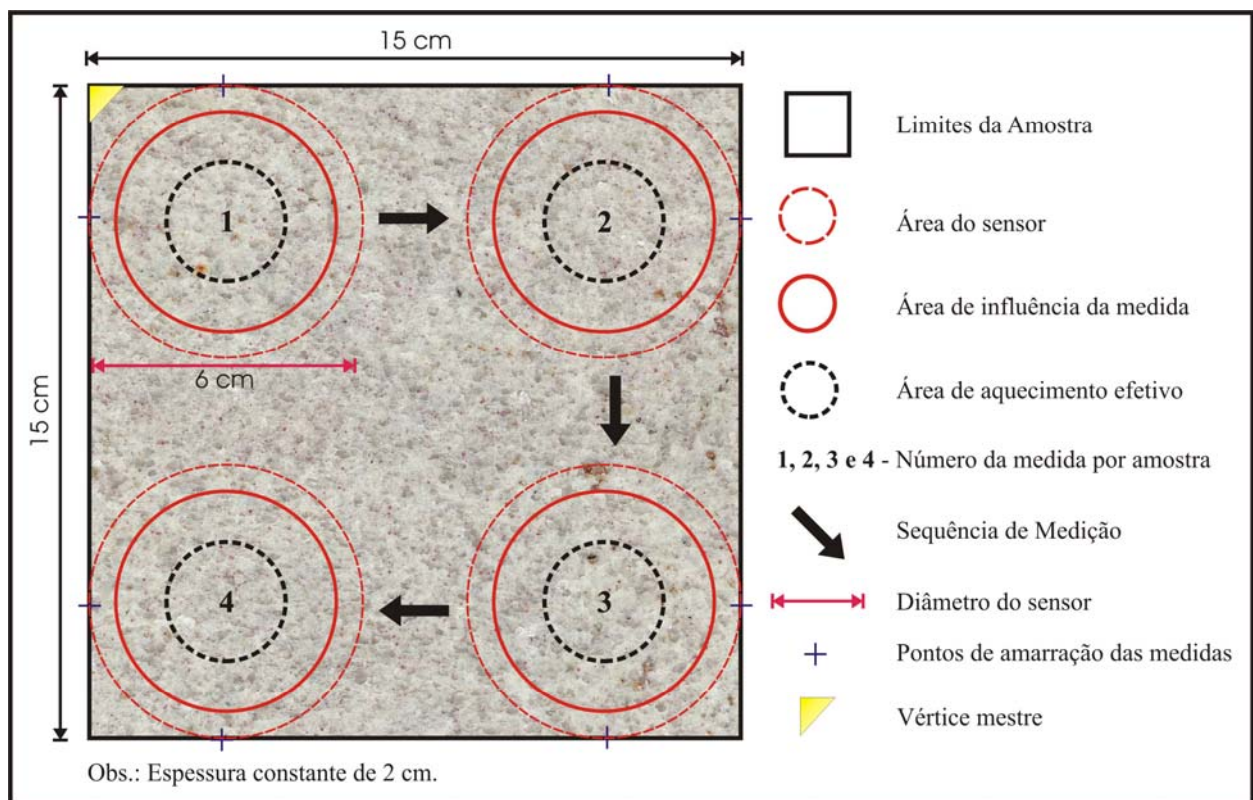 15 cm
15 cm
1
2
6 cm
4
3
Limites da Amostra
Área do sensor
Área de influência da medida
Área de aquecimento efetivo
1, 2, 3 e 4 - Número da medida por amostra
Sequência de Medição
Diâmetro do sensor
Pontos de amarração das medidas
Vértice mestre
Obs.: Espessura constante de 2 cm.